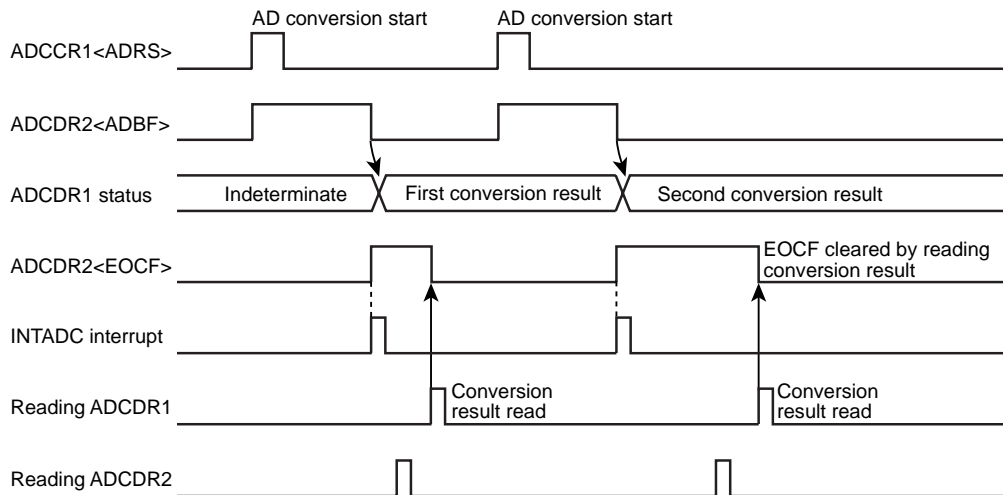 AD conversion start AD conversion start
ADCCR1<ADRS>
ADCDR2<ADBF>
ADCDR1 status Indeterminate First conversion result Second conversion result
ADCDR2<EOCF> EOCF cleared by reading
conversion result
INTADC interrupt
Reading ADCDR1 Conversion
result read
Conversion
result read
Reading ADCDR2